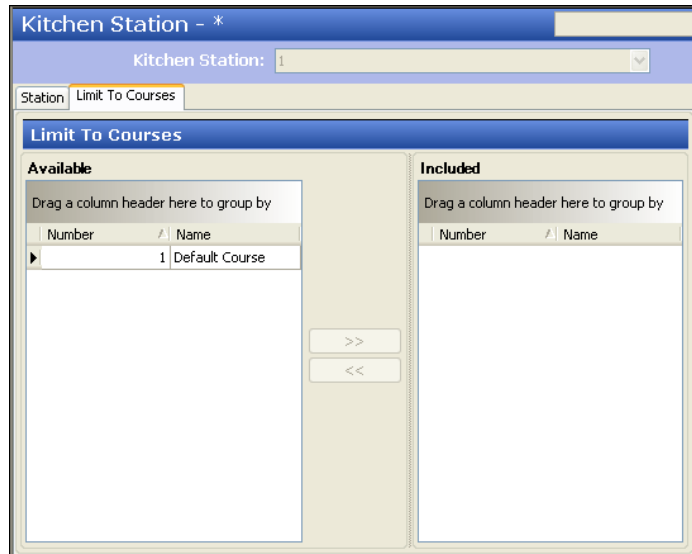 Kitchen Station - *
Kitchen Station: 1
Station Limit To Courses
Limit To Courses
Available Included
Drag a column header here to group by Drag a column header here to group by
Number Name Number Name
1 Default Course
>>
<<